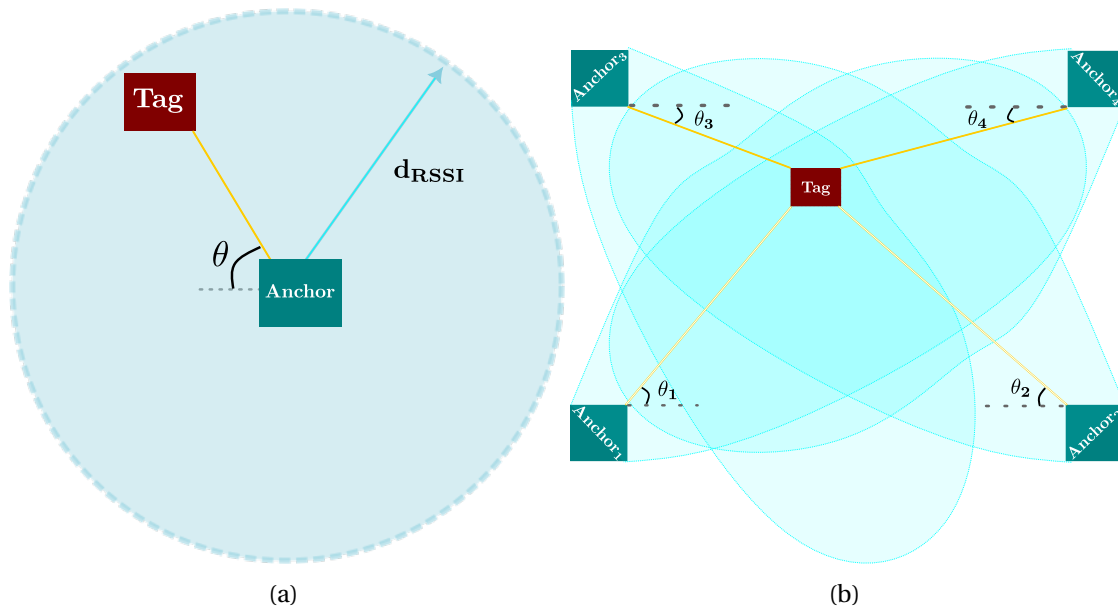 Tag
d_RSSI
θ
Anchor
(a)
Anchor₃
Anchor₄
θ₃
θ₄
Tag
θ₁
θ₂
Anchor₁
Anchor₂
(b)